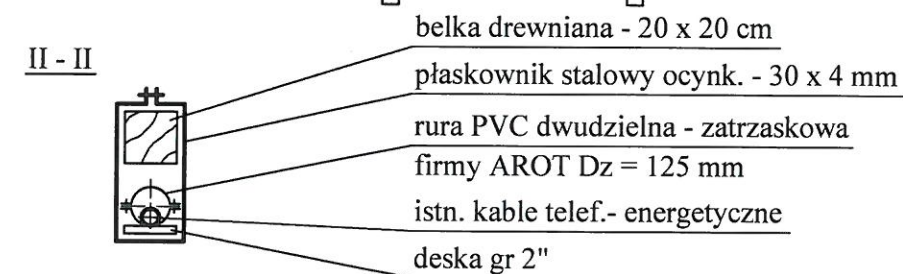 II - II
belka drewniana - 20 x 20 cm
płaskownik stalowy ocynk. - 30 x 4 mm
rura PVC dwudzielna - zatrzaskowa
firmy AROT Dz = 125 mm
istn. kable telef.- energetyczne
deska gr 2"